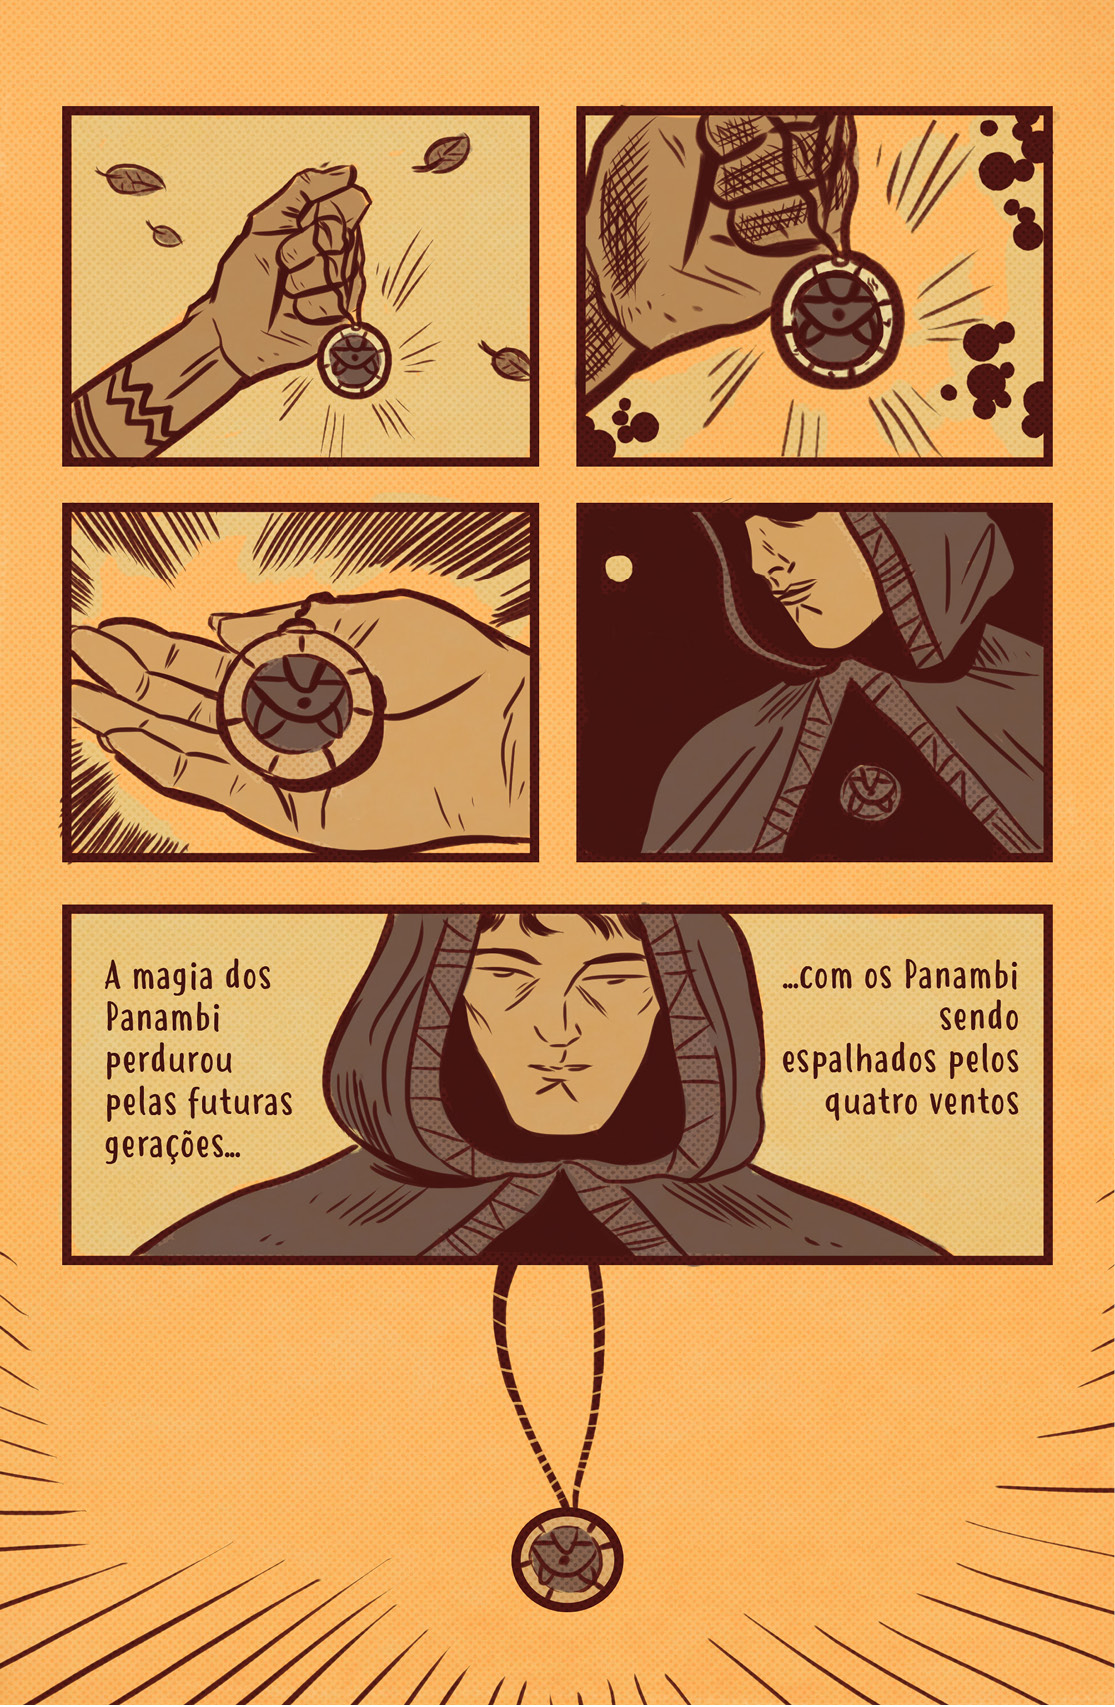 A magia dos
Panambi
perdurou
pelas futuras
gerações...
...com os Panambi
sendo
espalhados pelos
quatro ventos